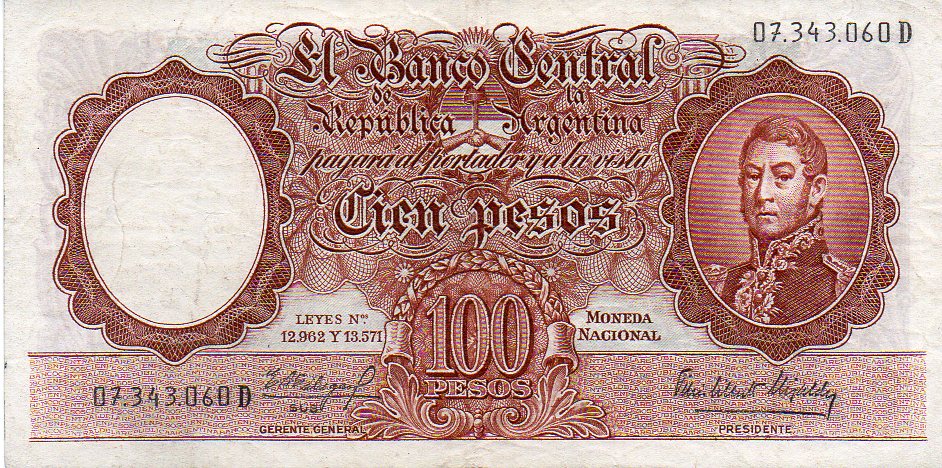 07.343.060 D
El Banco Central
de la
República Argentina
pagará al portador y a la vista
Cien pesos
LEYES Nos
12.962 Y 13.571
100
PESOS
MONEDA
NACIONAL
07.343.060 D
SUB
GERENTE GENERAL
PRESIDENTE